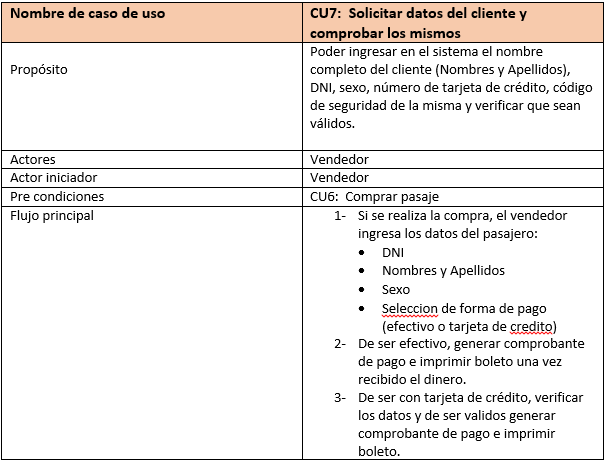 Nombre de caso de uso
CU7:  Solicitar datos del cliente y
comprobar los mismos
Propósito
Poder ingresar en el sistema el nombre
completo del cliente (Nombres y Apellidos),
DNI, sexo, número de tarjeta de crédito, código
de seguridad de la misma y verificar que sean
válidos.
Actores
Vendedor
Actor iniciador
Vendedor
Pre condiciones
CU6:  Comprar pasaje
Flujo principal
1- Si se realiza la compra, el vendedor
ingresa los datos del pasajero:
• DNI
• Nombres y Apellidos
• Sexo
• Seleccion de forma de pago
(efectivo o tarjeta de credito)
2- De ser efectivo, generar comprobante
de pago e imprimir boleto una vez
recibido el dinero.
3- De ser con tarjeta de crédito, verificar
los datos y de ser validos generar
comprobante de pago e imprimir
boleto.